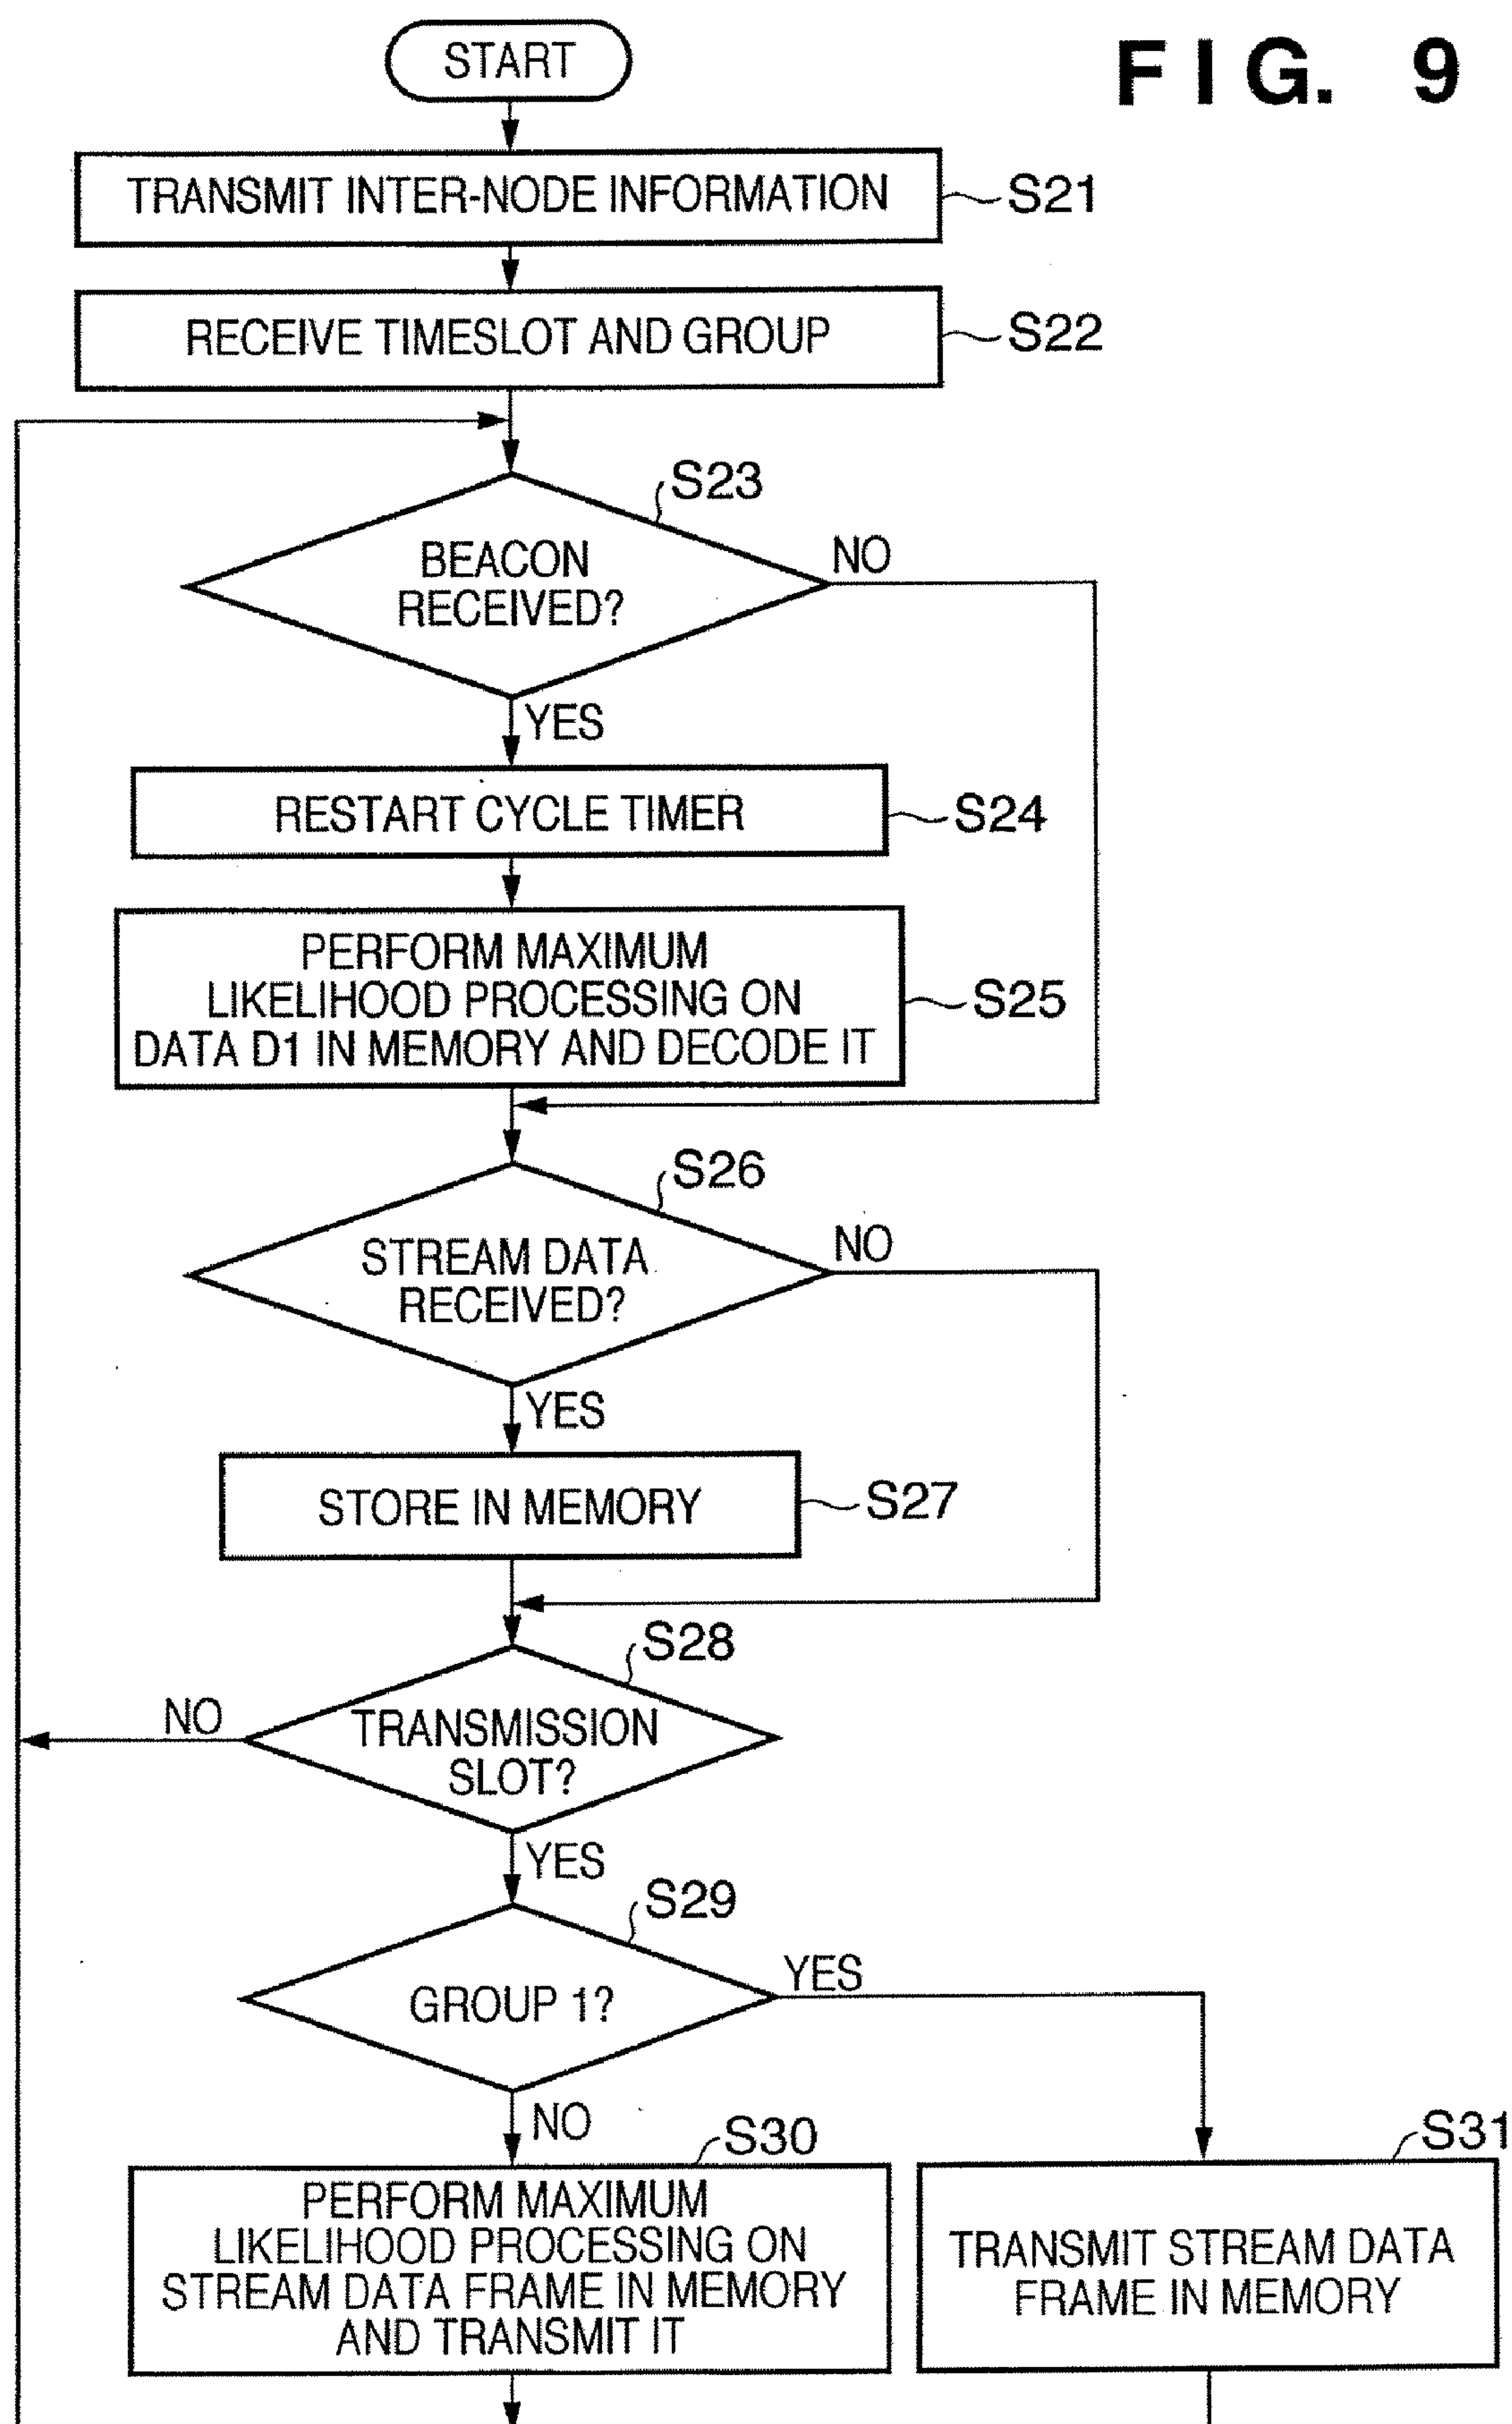 START
FIG. 9
TRANSMIT INTER-NODE INFORMATION
S21
RECEIVE TIMESLOT AND GROUP
S22
S23
BEACON
RECEIVED?
NO
YES
RESTART CYCLE TIMER
S24
PERFORM MAXIMUM
LIKELIHOOD PROCESSING ON
DATA D1 IN MEMORY AND DECODE IT
S25
S26
STREAM DATA
RECEIVED?
NO
YES
STORE IN MEMORY
S27
S28
NO
TRANSMISSION
SLOT?
YES
S29
GROUP 1?
YES
NO
S30
PERFORM MAXIMUM
LIKELIHOOD PROCESSING ON
STREAM DATA FRAME IN MEMORY
AND TRANSMIT IT
S31
TRANSMIT STREAM DATA
FRAME IN MEMORY